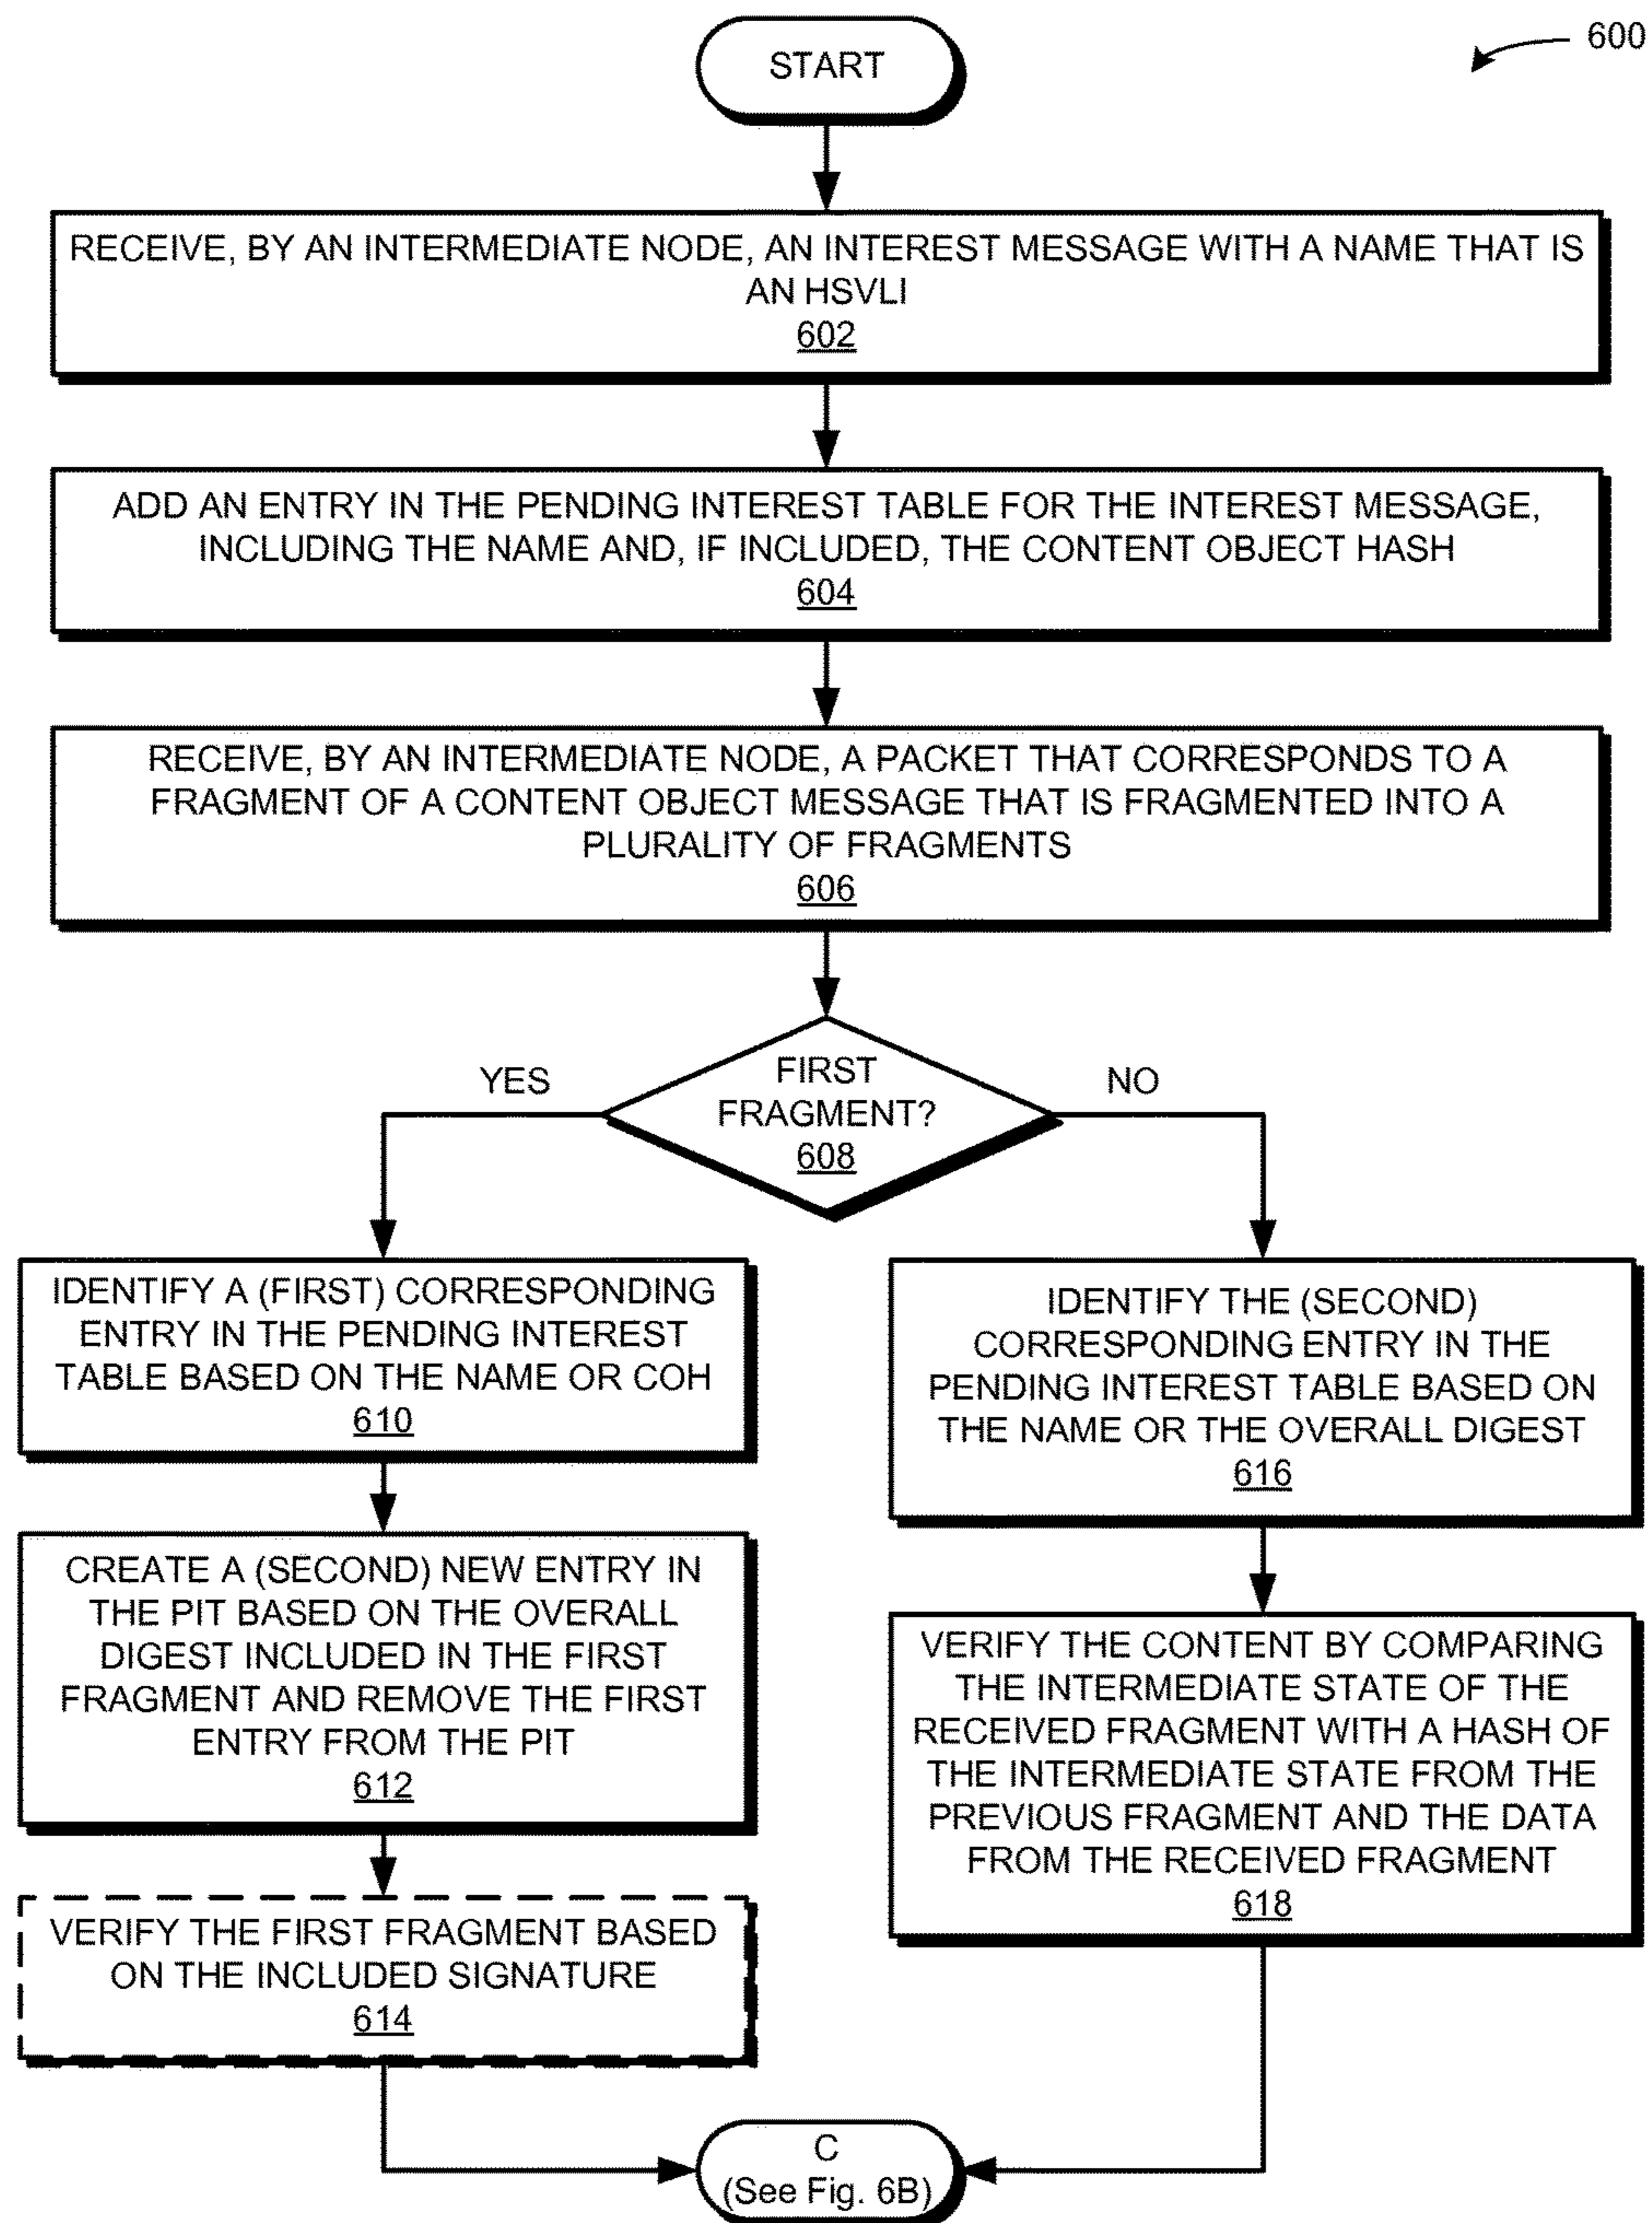 600
START
RECEIVE, BY AN INTERMEDIATE NODE, AN INTEREST MESSAGE WITH A NAME THAT IS
AN HSVLI
602
ADD AN ENTRY IN THE PENDING INTEREST TABLE FOR THE INTEREST MESSAGE,
INCLUDING THE NAME AND, IF INCLUDED, THE CONTENT OBJECT HASH
604
RECEIVE, BY AN INTERMEDIATE NODE, A PACKET THAT CORRESPONDS TO A
FRAGMENT OF A CONTENT OBJECT MESSAGE THAT IS FRAGMENTED INTO A
PLURALITY OF FRAGMENTS
606
FIRST
FRAGMENT?
608
YES
NO
IDENTIFY A (FIRST) CORRESPONDING
ENTRY IN THE PENDING INTEREST
TABLE BASED ON THE NAME OR COH
610
CREATE A (SECOND) NEW ENTRY IN
THE PIT BASED ON THE OVERALL
DIGEST INCLUDED IN THE FIRST
FRAGMENT AND REMOVE THE FIRST
ENTRY FROM THE PIT
612
VERIFY THE FIRST FRAGMENT BASED
ON THE INCLUDED SIGNATURE
614
IDENTIFY THE (SECOND)
CORRESPONDING ENTRY IN THE
PENDING INTEREST TABLE BASED ON
THE NAME OR THE OVERALL DIGEST
616
VERIFY THE CONTENT BY COMPARING
THE INTERMEDIATE STATE OF THE
RECEIVED FRAGMENT WITH A HASH OF
THE INTERMEDIATE STATE FROM THE
PREVIOUS FRAGMENT AND THE DATA
FROM THE RECEIVED FRAGMENT
618
C
(See Fig. 6B)